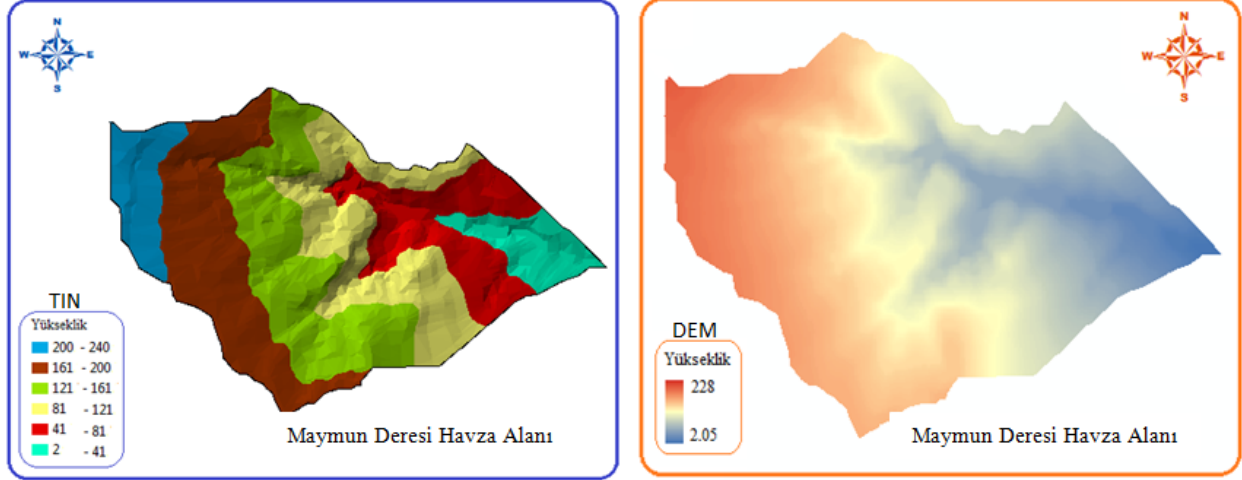 N
W E
S
TIN
Yükseklik
200 - 240
161 - 200
121 - 161
81 - 121
41 - 81
2 - 41
Maymun Deresi Havza Alanı
N
W E
S
DEM
Yükseklik
228
2.05
Maymun Deresi Havza Alanı